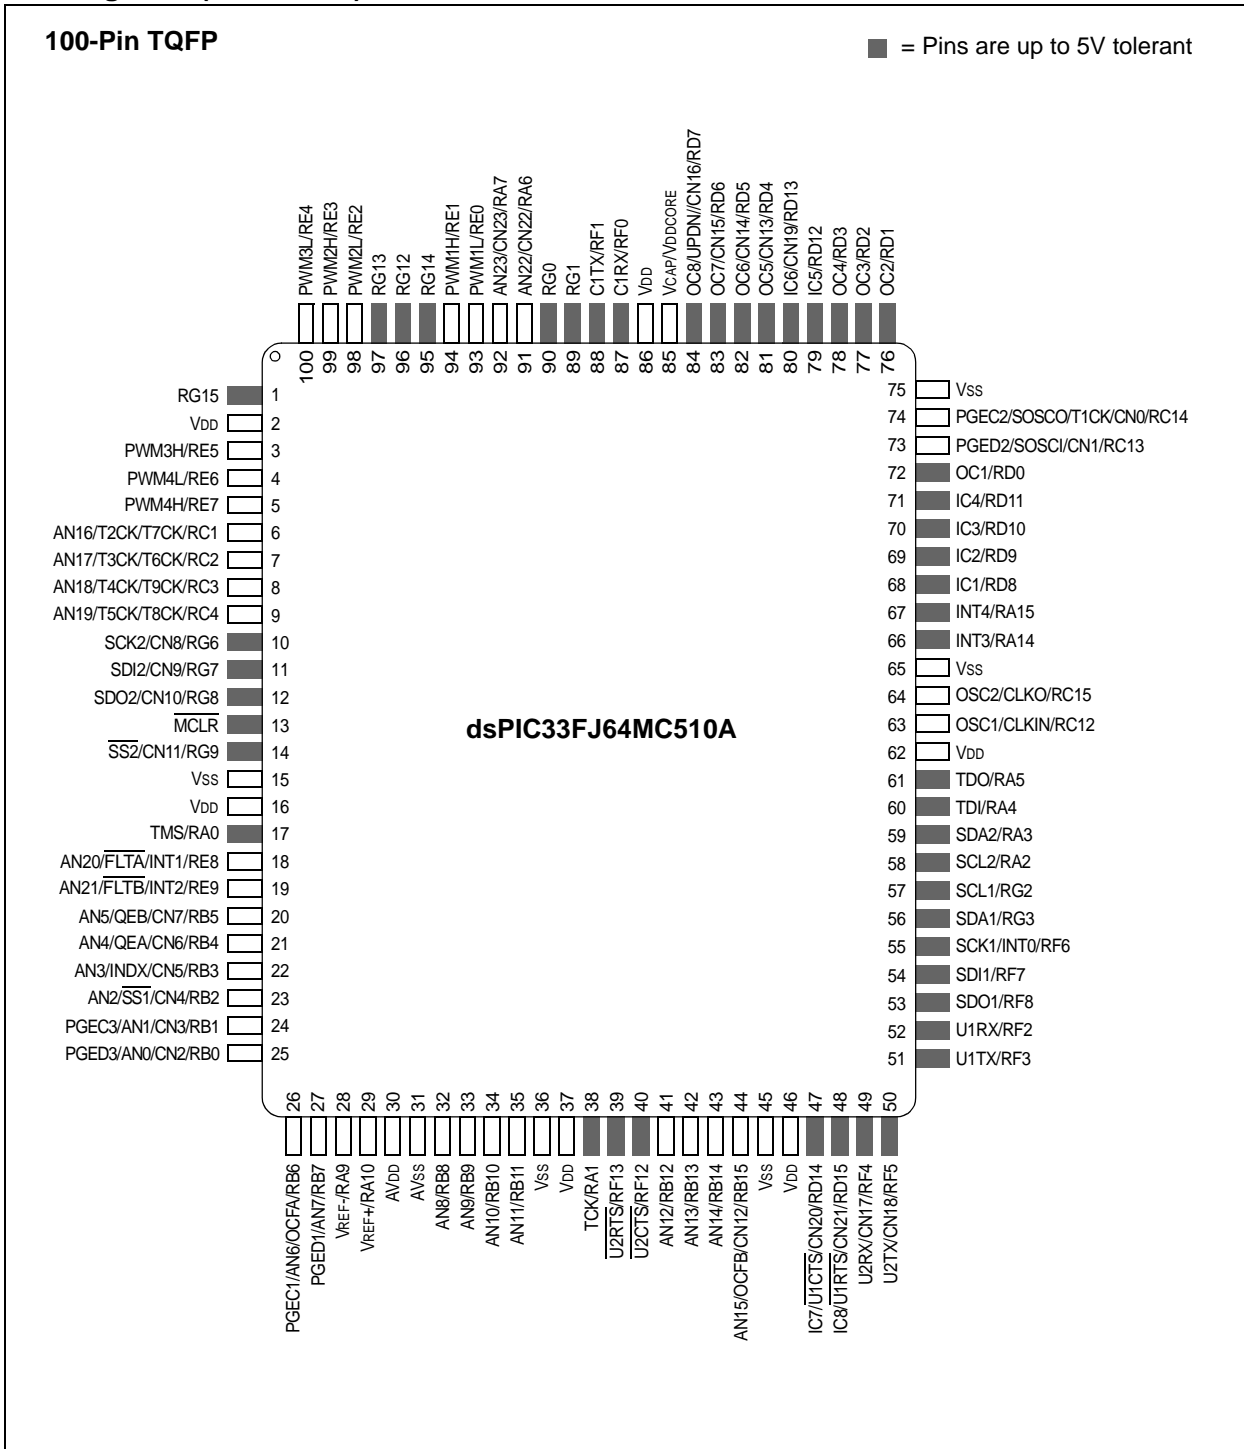 100-Pin TQFP
= Pins are up to 5V tolerant
PWM3L/RE4
PWM2H/RE3
PWM2L/RE2
RG13
RG12
RG14
PWM1H/RE1
PWM1L/RE0
AN23/CN23/RA7
AN22/CN22/RA6
RG0
RG1
C1TX/RF1
C1RX/RF0
VDD
VCAP/VDDCORE
OC8/UPDN//CN16/RD7
OC7/CN15/RD6
OC6/CN14/RD5
OC5/CN13/RD4
IC6/CN19/RD13
IC5/RD12
OC4/RD3
OC3/RD2
OC2/RD1
100
99
98
97
96
95
94
93
92
91
90
89
88
87
86
85
84
83
82
81
80
79
78
77
76
RG15 1
VDD 2
PWM3H/RE5 3
PWM4L/RE6 4
PWM4H/RE7 5
AN16/T2CK/T7CK/RC1 6
AN17/T3CK/T6CK/RC2 7
AN18/T4CK/T9CK/RC3 8
AN19/T5CK/T8CK/RC4 9
SCK2/CN8/RG6 10
SDI2/CN9/RG7 11
SDO2/CN10/RG8 12
MCLR 13
SS2/CN11/RG9 14
VSS 15
VDD 16
TMS/RA0 17
AN20/FLTA/INT1/RE8 18
AN21/FLTB/INT2/RE9 19
AN5/QEB/CN7/RB5 20
AN4/QEA/CN6/RB4 21
AN3/INDX/CN5/RB3 22
AN2/SS1/CN4/RB2 23
PGEC3/AN1/CN3/RB1 24
PGED3/AN0/CN2/RB0 25
dsPIC33FJ64MC510A
75 VSS
74 PGEC2/SOSCO/T1CK/CN0/RC14
73 PGED2/SOSCI/CN1/RC13
72 OC1/RD0
71 IC4/RD11
70 IC3/RD10
69 IC2/RD9
68 IC1/RD8
67 INT4/RA15
66 INT3/RA14
65 VSS
64 OSC2/CLKO/RC15
63 OSC1/CLKIN/RC12
62 VDD
61 TDO/RA5
60 TDI/RA4
59 SDA2/RA3
58 SCL2/RA2
57 SCL1/RG2
56 SDA1/RG3
55 SCK1/INT0/RF6
54 SDI1/RF7
53 SDO1/RF8
52 U1RX/RF2
51 U1TX/RF3
26
27
28
29
30
31
32
33
34
35
36
37
38
39
40
41
42
43
44
45
46
47
48
49
50
PGEC1/AN6/OCFA/RB6
PGED1/AN7/RB7
VREF-/RA9
VREF+/RA10
AVDD
AVSS
AN8/RB8
AN9/RB9
AN10/RB10
AN11/RB11
VSS
VDD
TCK/RA1
U2RTS/RF13
U2CTS/RF12
AN12/RB12
AN13/RB13
AN14/RB14
AN15/OCFB/CN12/RB15
VSS
VDD
IC7/U1CTS/CN20/RD14
IC8/U1RTS/CN21/RD15
U2RX/CN17/RF4
U2TX/CN18/RF5